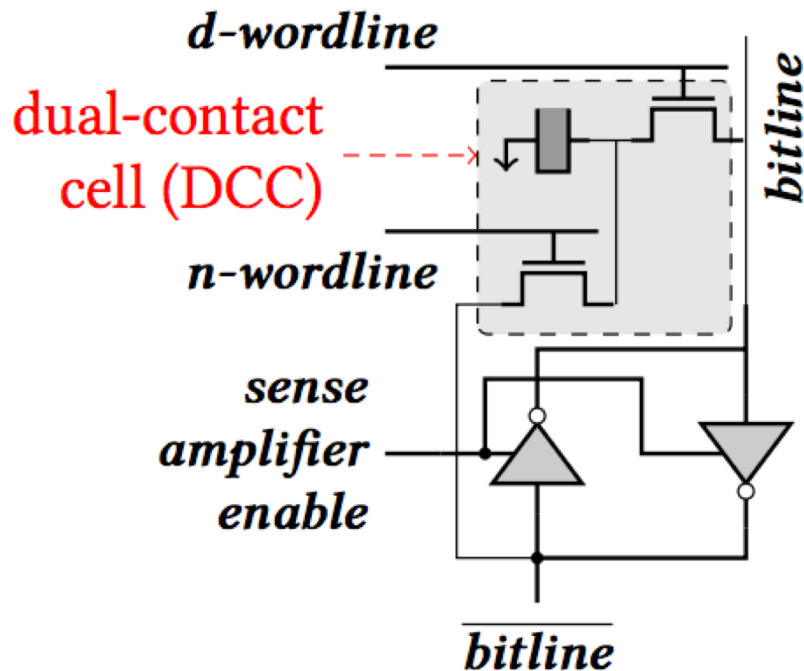 d-wordline
dual-contact
cell (DCC)
bitline
n-wordline
sense
amplifier
enable
bitline